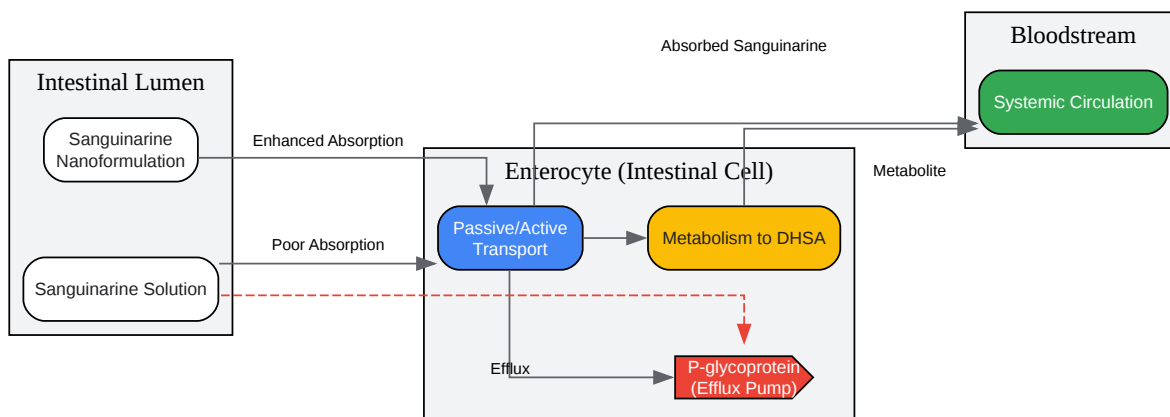 Absorbed Sanguinarine
Bloodstream
Systemic Circulation
Intestinal Lumen
Sanguinarine
Nanoformulation
Enhanced Absorption
Metabolite
Enterocyte (Intestinal Cell)
Passive/Active
Transport
Metabolism to DHSA
Poor Absorption
Sanguinarine Solution
Efflux
P-glycoprotein
(Efflux Pump)